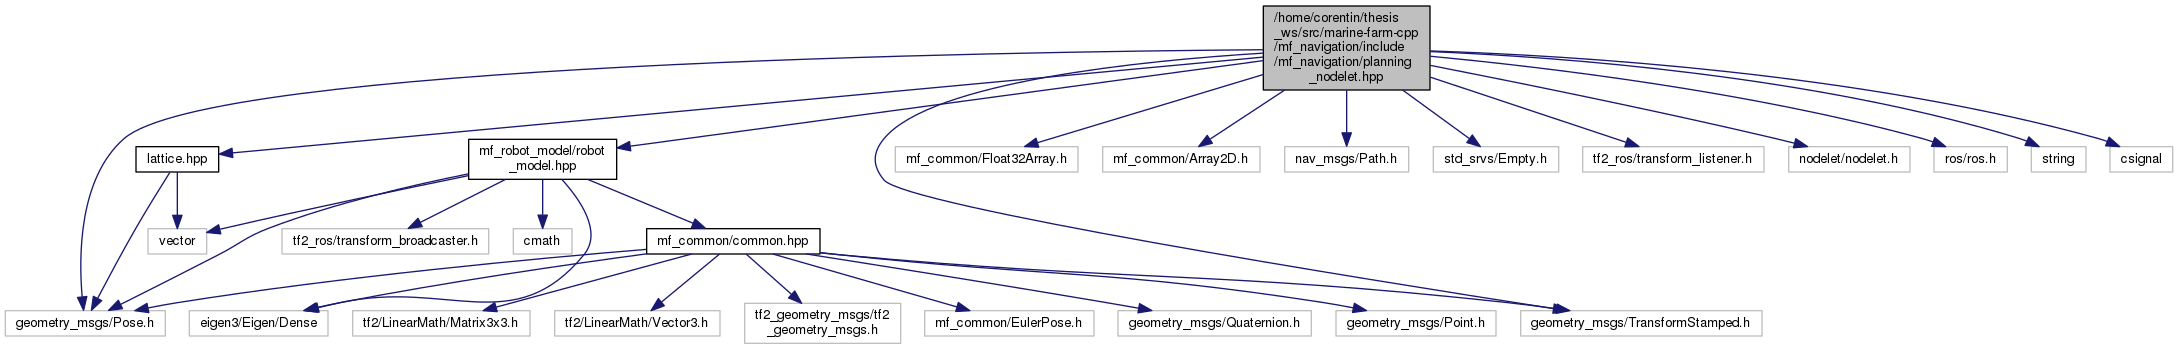 /home/corentin/thesis
_ws/src/marine-farm-cpp
/mf_navigation/include
/mf_navigation/planning
_nodelet.hpp
lattice.hpp
mf_robot_model/robot
_model.hpp
mf_common/Float32Array.h
mf_common/Array2D.h
nav_msgs/Path.h
std_srvs/Empty.h
tf2_ros/transform_listener.h
nodelet/nodelet.h
ros/ros.h
string
csignal
vector
tf2_ros/transform_broadcaster.h
cmath
mf_common/common.hpp
geometry_msgs/Pose.h
eigen3/Eigen/Dense
tf2/LinearMath/Matrix3x3.h
tf2/LinearMath/Vector3.h
tf2_geometry_msgs/tf2
_geometry_msgs.h
mf_common/EulerPose.h
geometry_msgs/Quaternion.h
geometry_msgs/Point.h
geometry_msgs/TransformStamped.h